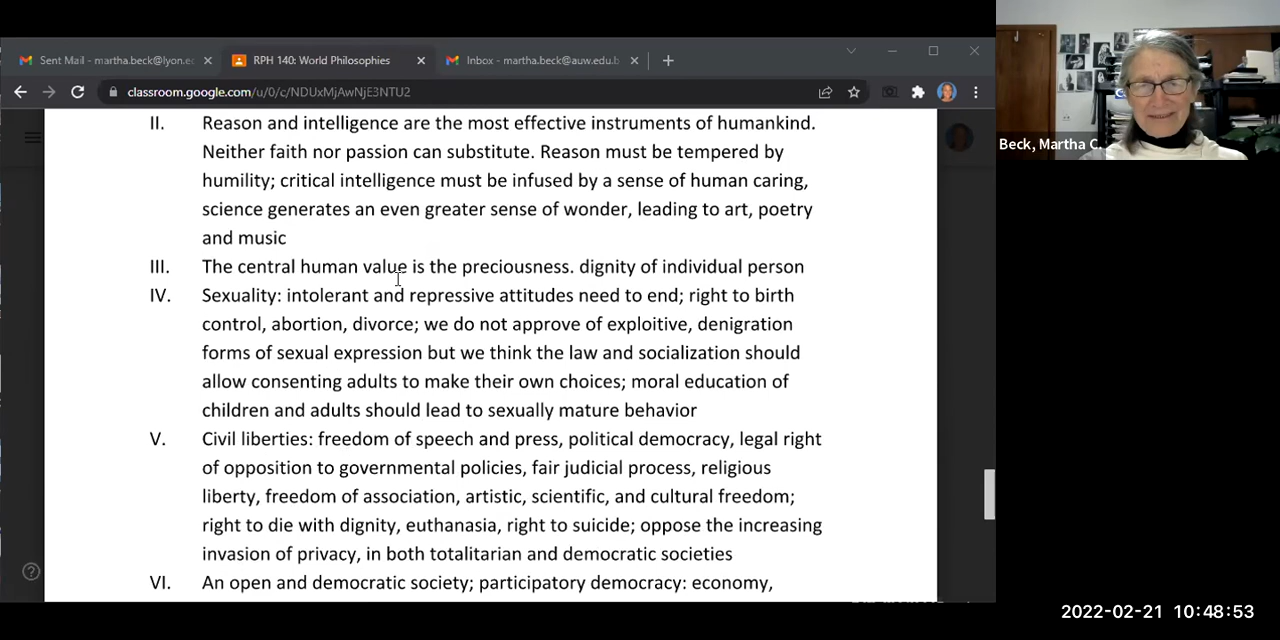 Sent Mail - martha.beck@lyon.e
RPH 140: World Philosophies
Inbox - martha.beck@auw.edu.b
classroom.google.com/u/0/c/NDUxMjAwNjE3NTU2
Beck, Martha C.
II. Reason and intelligence are the most effective instruments of humankind.
Neither faith nor passion can substitute. Reason must be tempered by
humility; critical intelligence must be infused by a sense of human caring,
science generates an even greater sense of wonder, leading to art, poetry
and music
III. The central human value is the preciousness. dignity of individual person
IV. Sexuality: intolerant and repressive attitudes need to end; right to birth
control, abortion, divorce; we do not approve of exploitive, denigration
forms of sexual expression but we think the law and socialization should
allow consenting adults to make their own choices; moral education of
children and adults should lead to sexually mature behavior
V. Civil liberties: freedom of speech and press, political democracy, legal right
of opposition to governmental policies, fair judicial process, religious
liberty, freedom of association, artistic, scientific, and cultural freedom;
right to die with dignity, euthanasia, right to suicide; oppose the increasing
invasion of privacy, in both totalitarian and democratic societies
VI. An open and democratic society; participatory democracy: economy,
2022-02-21 10:48:53